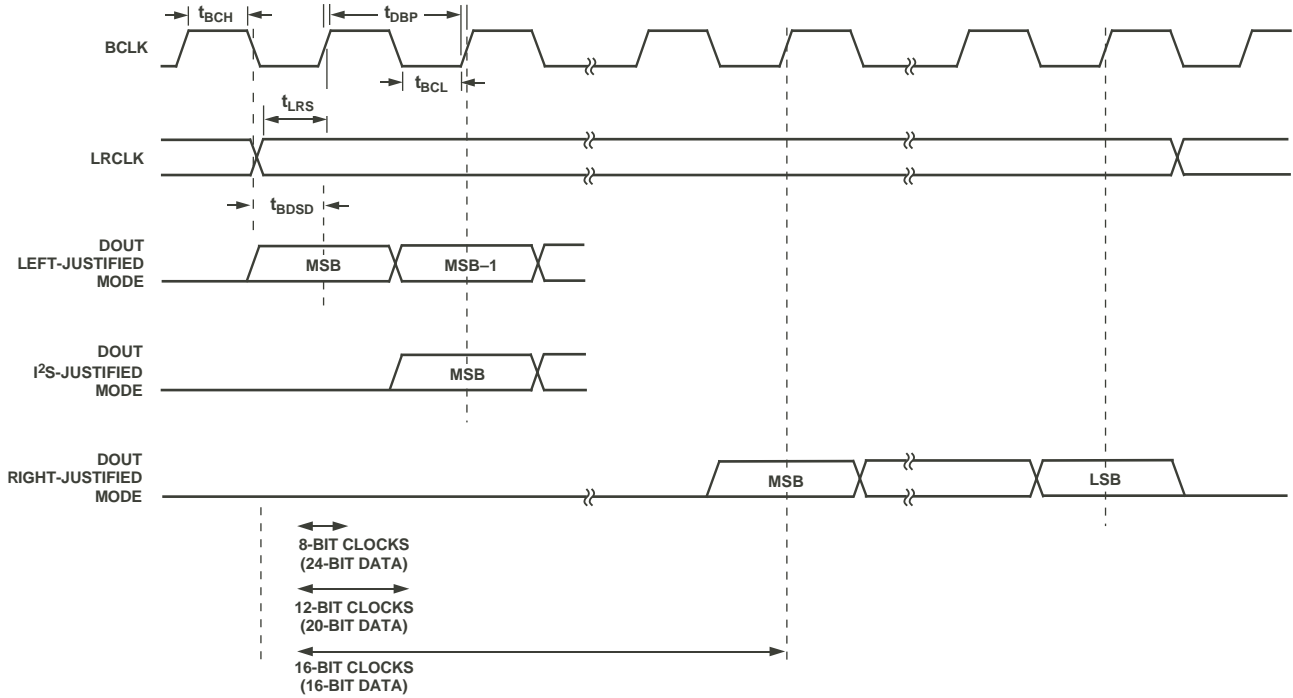 tBCH
tDBP
BCLK
tBCL
tLRS
LRCLK
tBDSD
DOUT
LEFT-JUSTIFIED
MODE
MSB
MSB–1
DOUT
I2S-JUSTIFIED
MODE
MSB
DOUT
RIGHT-JUSTIFIED
MODE
MSB
LSB
8-BIT CLOCKS
(24-BIT DATA)
12-BIT CLOCKS
(20-BIT DATA)
16-BIT CLOCKS
(16-BIT DATA)